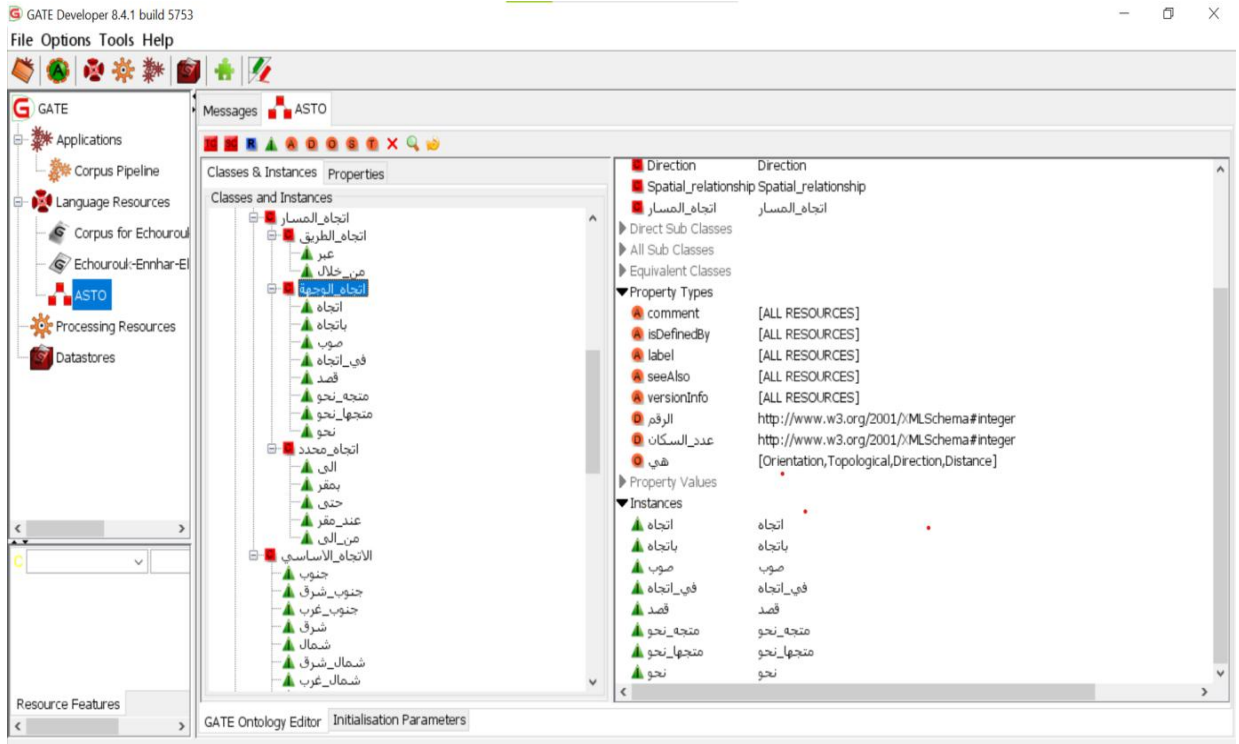 GATE Developer 8.4.1 build 5753
File Options Tools Help
GATE
Applications
Corpus Pipeline
Language Resources
Corpus for Echourouk
Echourouk-Ennhar-El
ASTO
Processing Resources
Datastores
Resource Features
Messages ASTO
Classes & Instances Properties
Classes and Instances
اتجاه_المسار
اتجاه_الطريق
عبر
من_خلال
اتجاه_الوجهة
اتجاه
باتجاه
صوب
في_اتجاه
قصد
متجه_نحو
متجها_نحو
نحو
اتجاه_محدد
الى
بمقر
حتى
عند_مقر
من_الى
الاتجاه_الاساسي
جنوب
جنوب_شرق
جنوب_غرب
شرق
شمال
شمال_شرق
شمال_غرب
Direction Direction
Spatial_relationship Spatial_relationship
اتجاه_المسار اتجاه_المسار
Direct Sub Classes
All Sub Classes
Equivalent Classes
Property Types
comment [ALL RESOURCES]
isDefinedBy [ALL RESOURCES]
label [ALL RESOURCES]
seeAlso [ALL RESOURCES]
versionInfo [ALL RESOURCES]
الرقم http://www.w3.org/2001/XMLSchema#integer
عدد_السكان http://www.w3.org/2001/XMLSchema#integer
هي [Orientation,Topological,Direction,Distance]
Property Values
Instances
اتجاه اتجاه
باتجاه باتجاه
صوب صوب
في_اتجاه في_اتجاه
قصد قصد
متجه_نحو متجه_نحو
متجها_نحو متجها_نحو
نحو نحو
GATE Ontology Editor Initialisation Parameters